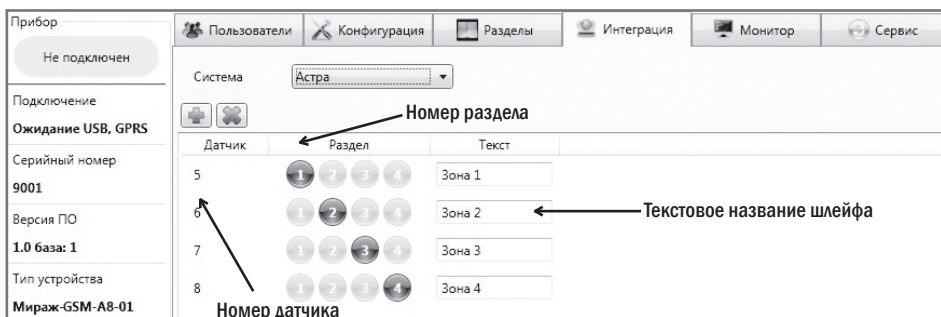 Прибор
Не подключен
Подключение
Ожидание USB, GPRS
Серийный номер
9001
Версия ПО
1.0 база: 1
Тип устройства
Мираж-GSM-A8-01
Пользователи Конфигурация Разделы Интеграция Монитор Сервис
Система Астра
Номер раздела
Датчик Раздел Текст
5 1 2 3 4 Зона 1
6 1 2 3 4 Зона 2
Текстовое название шлейфа
7 1 2 3 4 Зона 3
8 1 2 3 4 Зона 4
Номер датчика